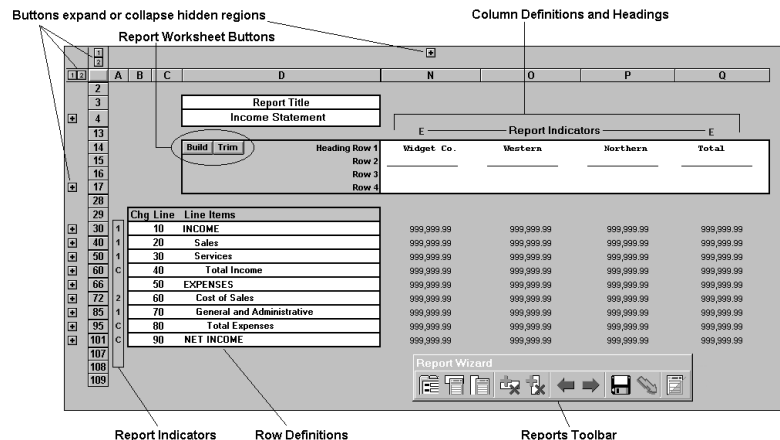 Buttons expand or collapse hidden regions
Column Definitions and Headings
Report Worksheet Buttons
1
2
1 2 A B C D N O P Q
2
3 Report Title
4 Income Statement
13 E Report Indicators E
14 Build Trim Heading Row 1 Widget Co. Western Northern Total
15 Row 2
16 Row 3
17 Row 4
28
29 Chg Line Line Items
30 1 10 INCOME 999,999.99 999,999.99 999,999.99 999,999.99
40 1 20 Sales 999,999.99 999,999.99 999,999.99 999,999.99
50 1 30 Services 999,999.99 999,999.99 999,999.99 999,999.99
60 C 40 Total Income 999,999.99 999,999.99 999,999.99 999,999.99
66 50 EXPENSES 999,999.99 999,999.99 999,999.99 999,999.99
72 2 60 Cost of Sales 999,999.99 999,999.99 999,999.99 999,999.99
85 1 70 General and Administrative 999,999.99 999,999.99 999,999.99 999,999.99
95 C 80 Total Expenses 999,999.99 999,999.99 999,999.99 999,999.99
101 C 90 NET INCOME 999,999.99 999,999.99 999,999.99 999,999.99
107
108
109
Report Wizard
Report Indicators
Row Definitions
Reports Toolbar